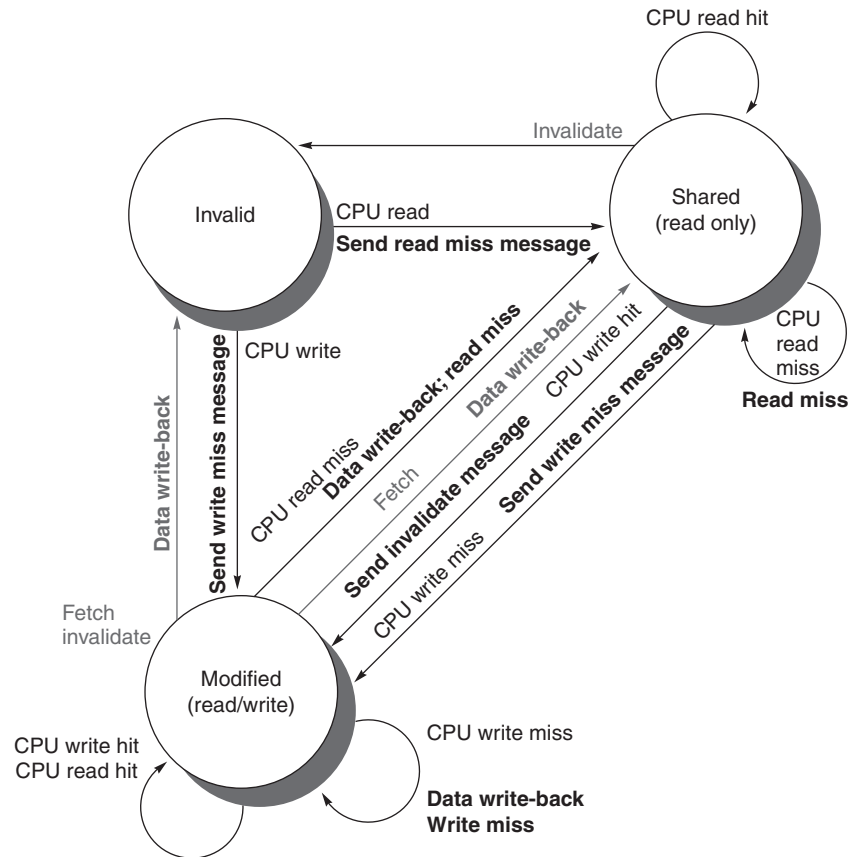 CPU read hit
Invalidate
Invalid
Shared
(read only)
CPU read
Send read miss message
CPU write
Send write miss message
Data write-back
CPU read miss
Data write-back; read miss
Fetch
Data write-back
CPU write hit
Send invalidate message
Send write miss message
CPU write miss
CPU
read
miss
Read miss
Fetch
invalidate
Modified
(read/write)
CPU write hit
CPU read hit
CPU write miss
Data write-back
Write miss